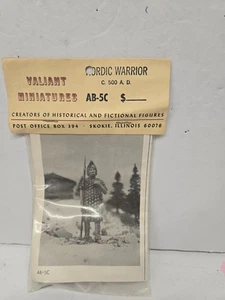 NORDIC WARRIOR
C. 500 A. D.
VALIANT
MINIATURES
AB-5C $
CREATORS OF HISTORICAL AND FICTIONAL FIGURES
POST OFFICE BOX 394 SKOKIE, ILLINOIS 60076
AB-5C